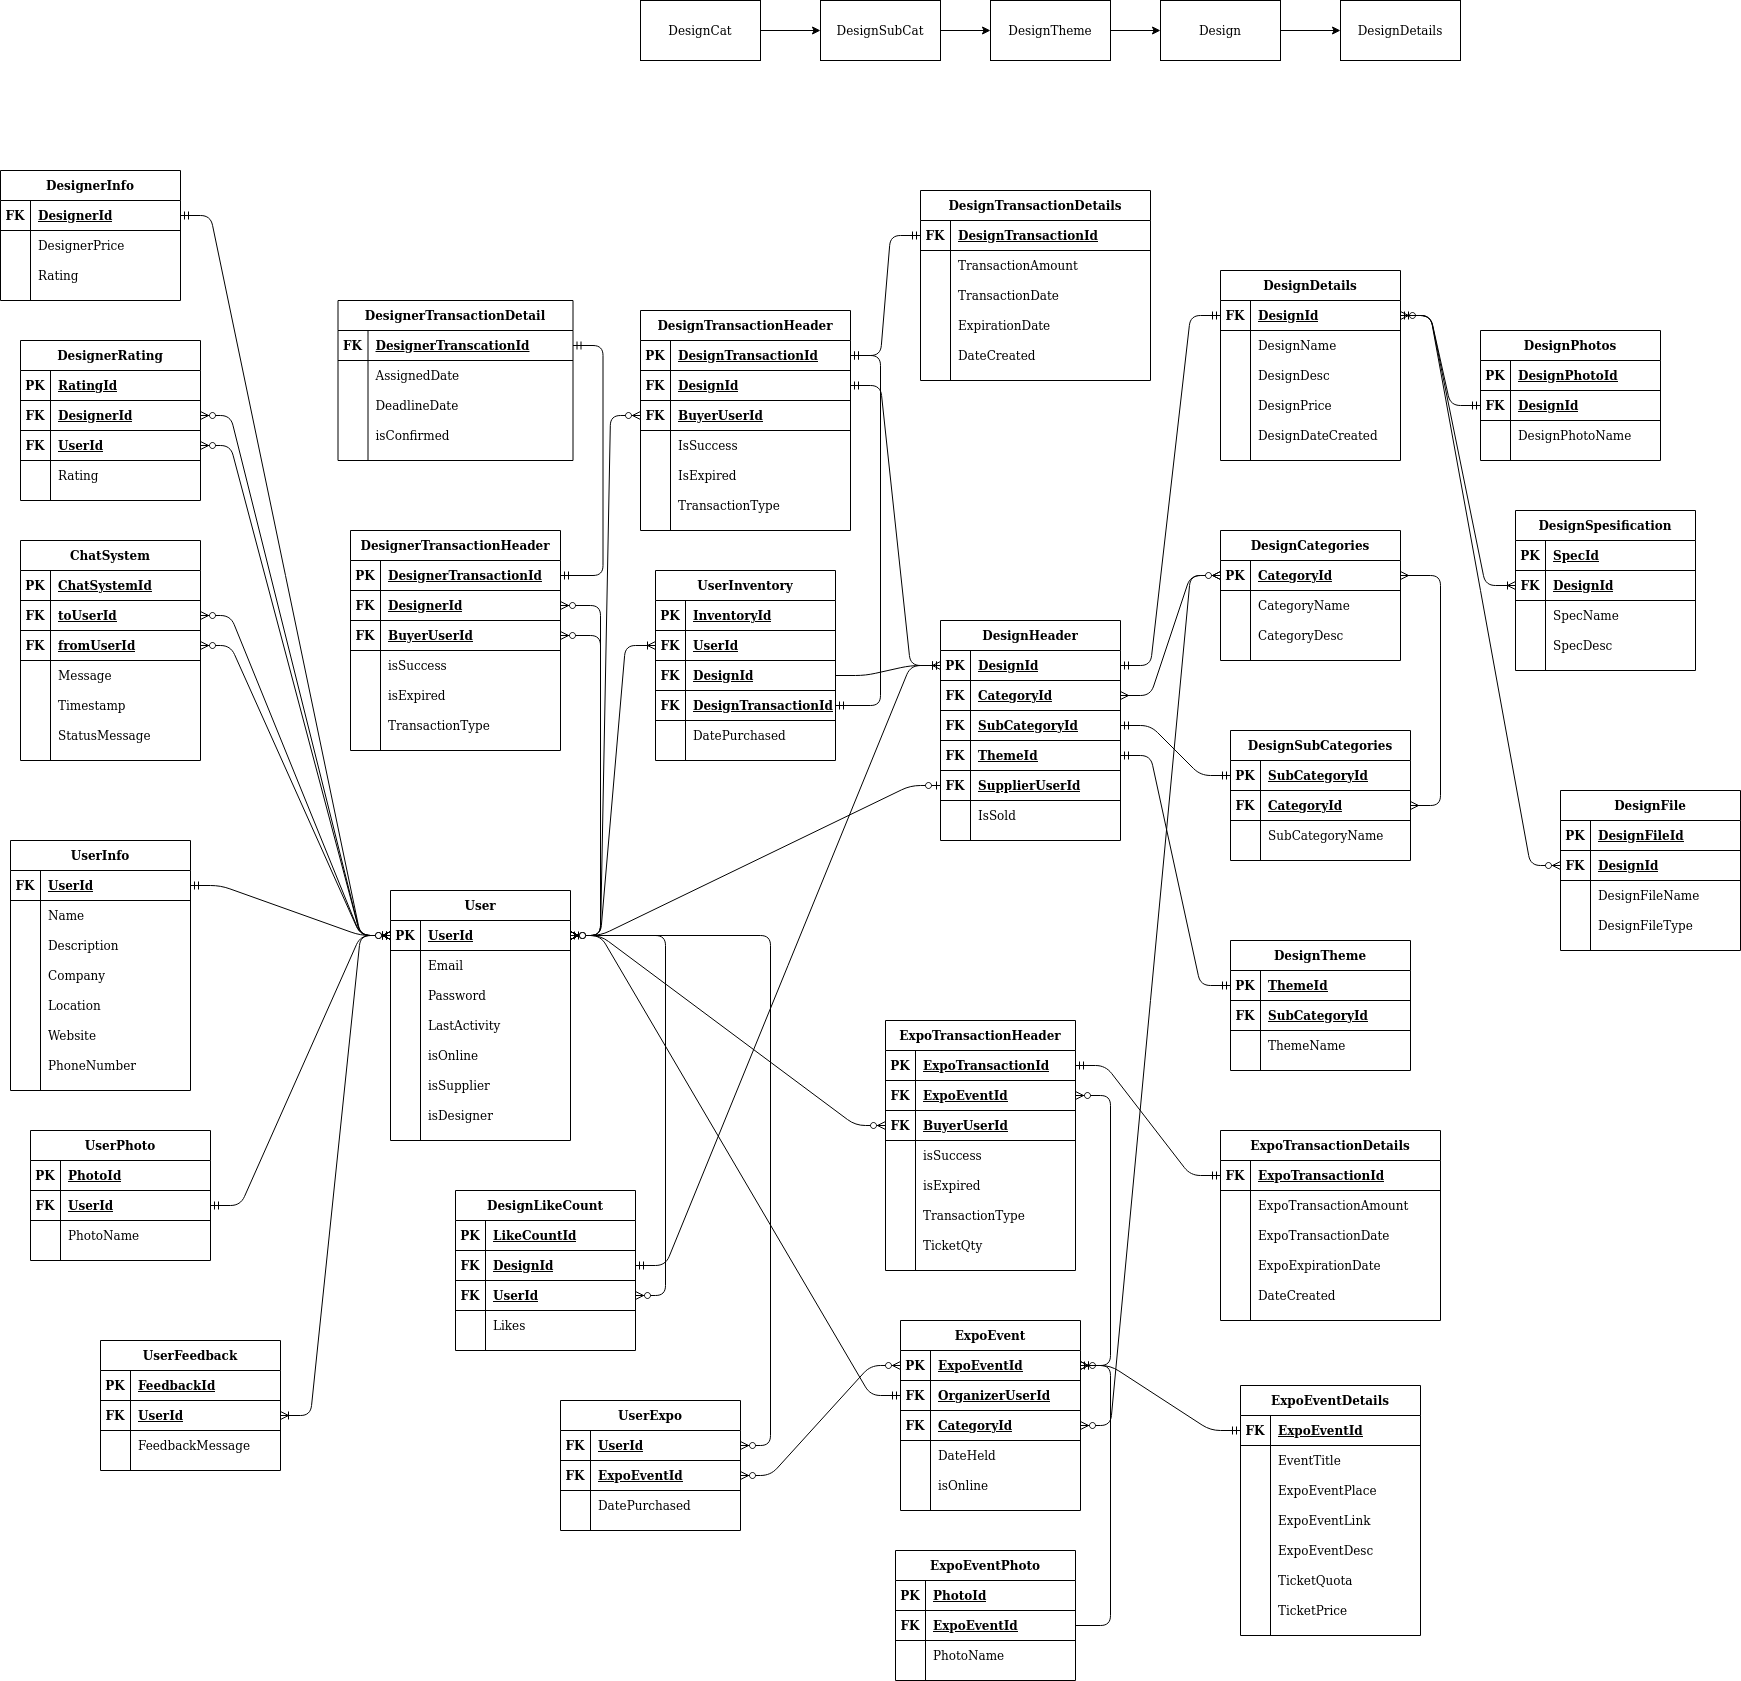 DesignCat
DesignSubCat
DesignTheme
Design
DesignDetails
DesignerInfo
FK DesignerId
DesignerPrice
Rating
DesignerRating
PK RatingId
FK DesignerId
FK UserId
Rating
ChatSystem
PK ChatSystemId
FK toUserId
FK fromUserId
Message
Timestamp
StatusMessage
UserInfo
FK UserId
Name
Description
Company
Location
Website
PhoneNumber
UserPhoto
PK PhotoId
FK UserId
PhotoName
UserFeedback
PK FeedbackId
FK UserId
FeedbackMessage
DesignerTransactionDetail
FK DesignerTranscationId
AssignedDate
DeadlineDate
isConfirmed
DesignerTransactionHeader
PK DesignerTransactionId
FK DesignerId
FK BuyerUserId
isSuccess
isExpired
TransactionType
User
PK UserId
Email
Password
LastActivity
isOnline
isSupplier
isDesigner
DesignLikeCount
PK LikeCountId
FK DesignId
FK UserId
Likes
UserExpo
FK UserId
FK ExpoEventId
DatePurchased
DesignTransactionHeader
PK DesignTransactionId
FK DesignId
FK BuyerUserId
IsSuccess
IsExpired
TransactionType
UserInventory
PK InventoryId
FK UserId
FK DesignId
FK DesignTransactionId
DatePurchased
DesignTransactionDetails
FK DesignTransactionId
TransactionAmount
TransactionDate
ExpirationDate
DateCreated
DesignHeader
PK DesignId
FK CategoryId
FK SubCategoryId
FK ThemeId
FK SupplierUserId
IsSold
ExpoTransactionHeader
PK ExpoTransactionId
FK ExpoEventId
FK BuyerUserId
isSuccess
isExpired
TransactionType
TicketQty
ExpoEvent
PK ExpoEventId
FK OrganizerUserId
FK CategoryId
DateHeld
isOnline
ExpoEventPhoto
PK PhotoId
FK ExpoEventId
PhotoName
DesignDetails
FK DesignId
DesignName
DesignDesc
DesignPrice
DesignDateCreated
DesignCategories
PK CategoryId
CategoryName
CategoryDesc
DesignSubCategories
PK SubCategoryId
FK CategoryId
SubCategoryName
DesignTheme
PK ThemeId
FK SubCategoryId
ThemeName
ExpoTransactionDetails
FK ExpoTransactionId
ExpoTransactionAmount
ExpoTransactionDate
ExpoExpirationDate
DateCreated
ExpoEventDetails
FK ExpoEventId
EventTitle
ExpoEventPlace
ExpoEventLink
ExpoEventDesc
TicketQuota
TicketPrice
DesignPhotos
PK DesignPhotoId
FK DesignId
DesignPhotoName
DesignSpesification
PK SpecId
FK DesignId
SpecName
SpecDesc
DesignFile
PK DesignFileId
FK DesignId
DesignFileName
DesignFileType